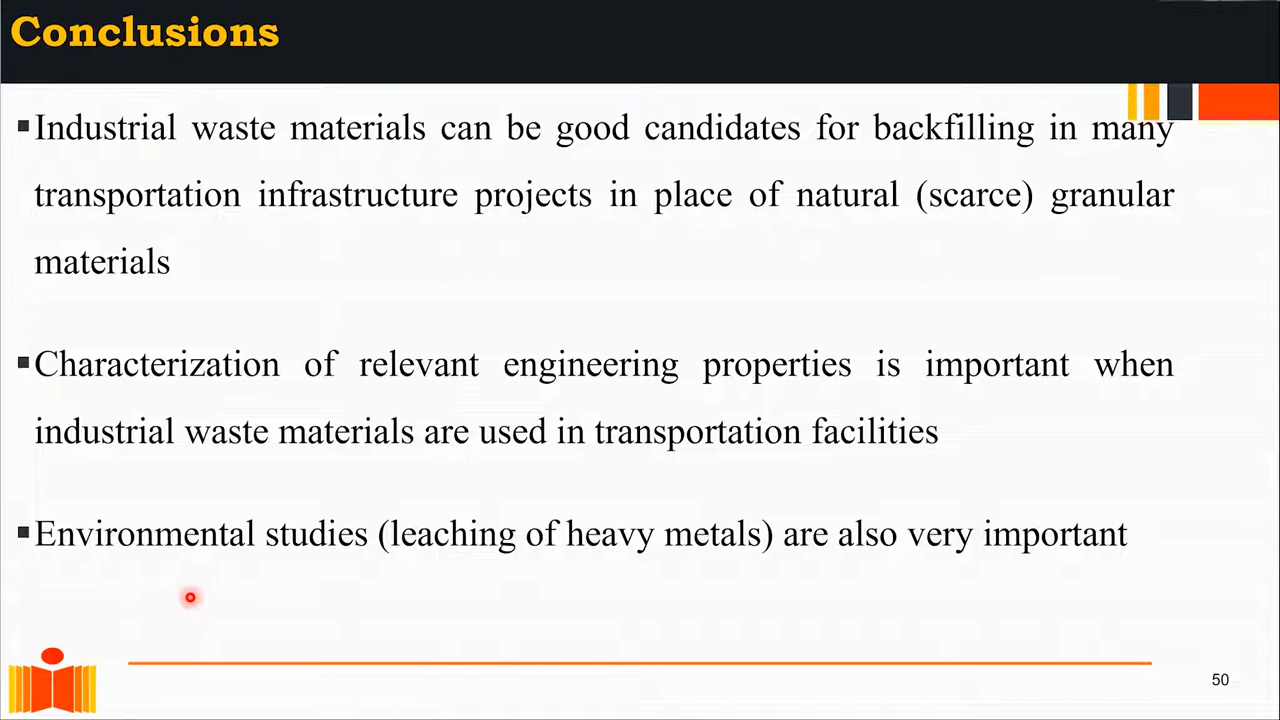 Conclusions
▪Industrial waste materials can be good candidates for backfilling in many
transportation infrastructure projects in place of natural (scarce) granular
materials
▪Characterization of relevant engineering properties is important when
industrial waste materials are used in transportation facilities
▪Environmental studies (leaching of heavy metals) are also very important
50